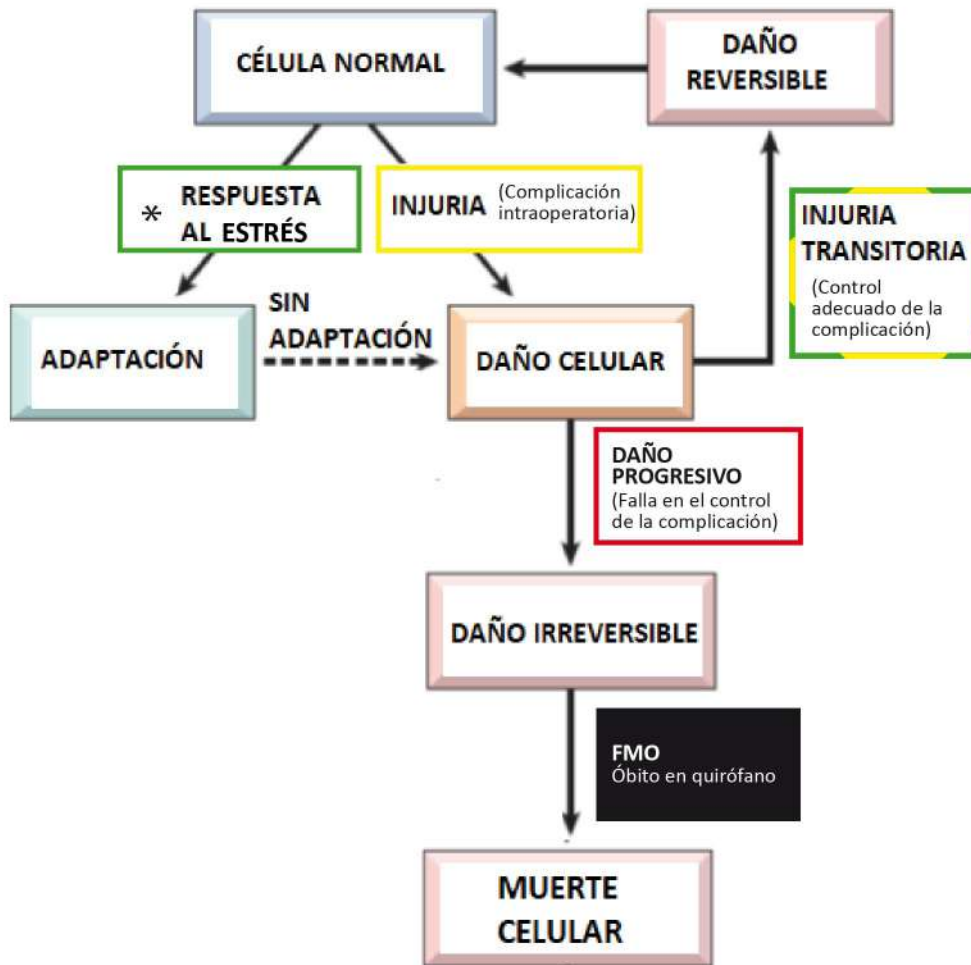 CÉLULA NORMAL
DAÑO
REVERSIBLE
* RESPUESTA
AL ESTRÉS
INJURIA (Complicación
intraoperatoria)
INJURIA
TRANSITORIA
(Control
adecuado de la
complicación)
SIN
ADAPTACIÓN
ADAPTACIÓN
DAÑO CELULAR
DAÑO
PROGRESIVO
(Falla en el control
de la complicación)
DAÑO IRREVERSIBLE
FMO
Óbito en quirófano
MUERTE
CELULAR